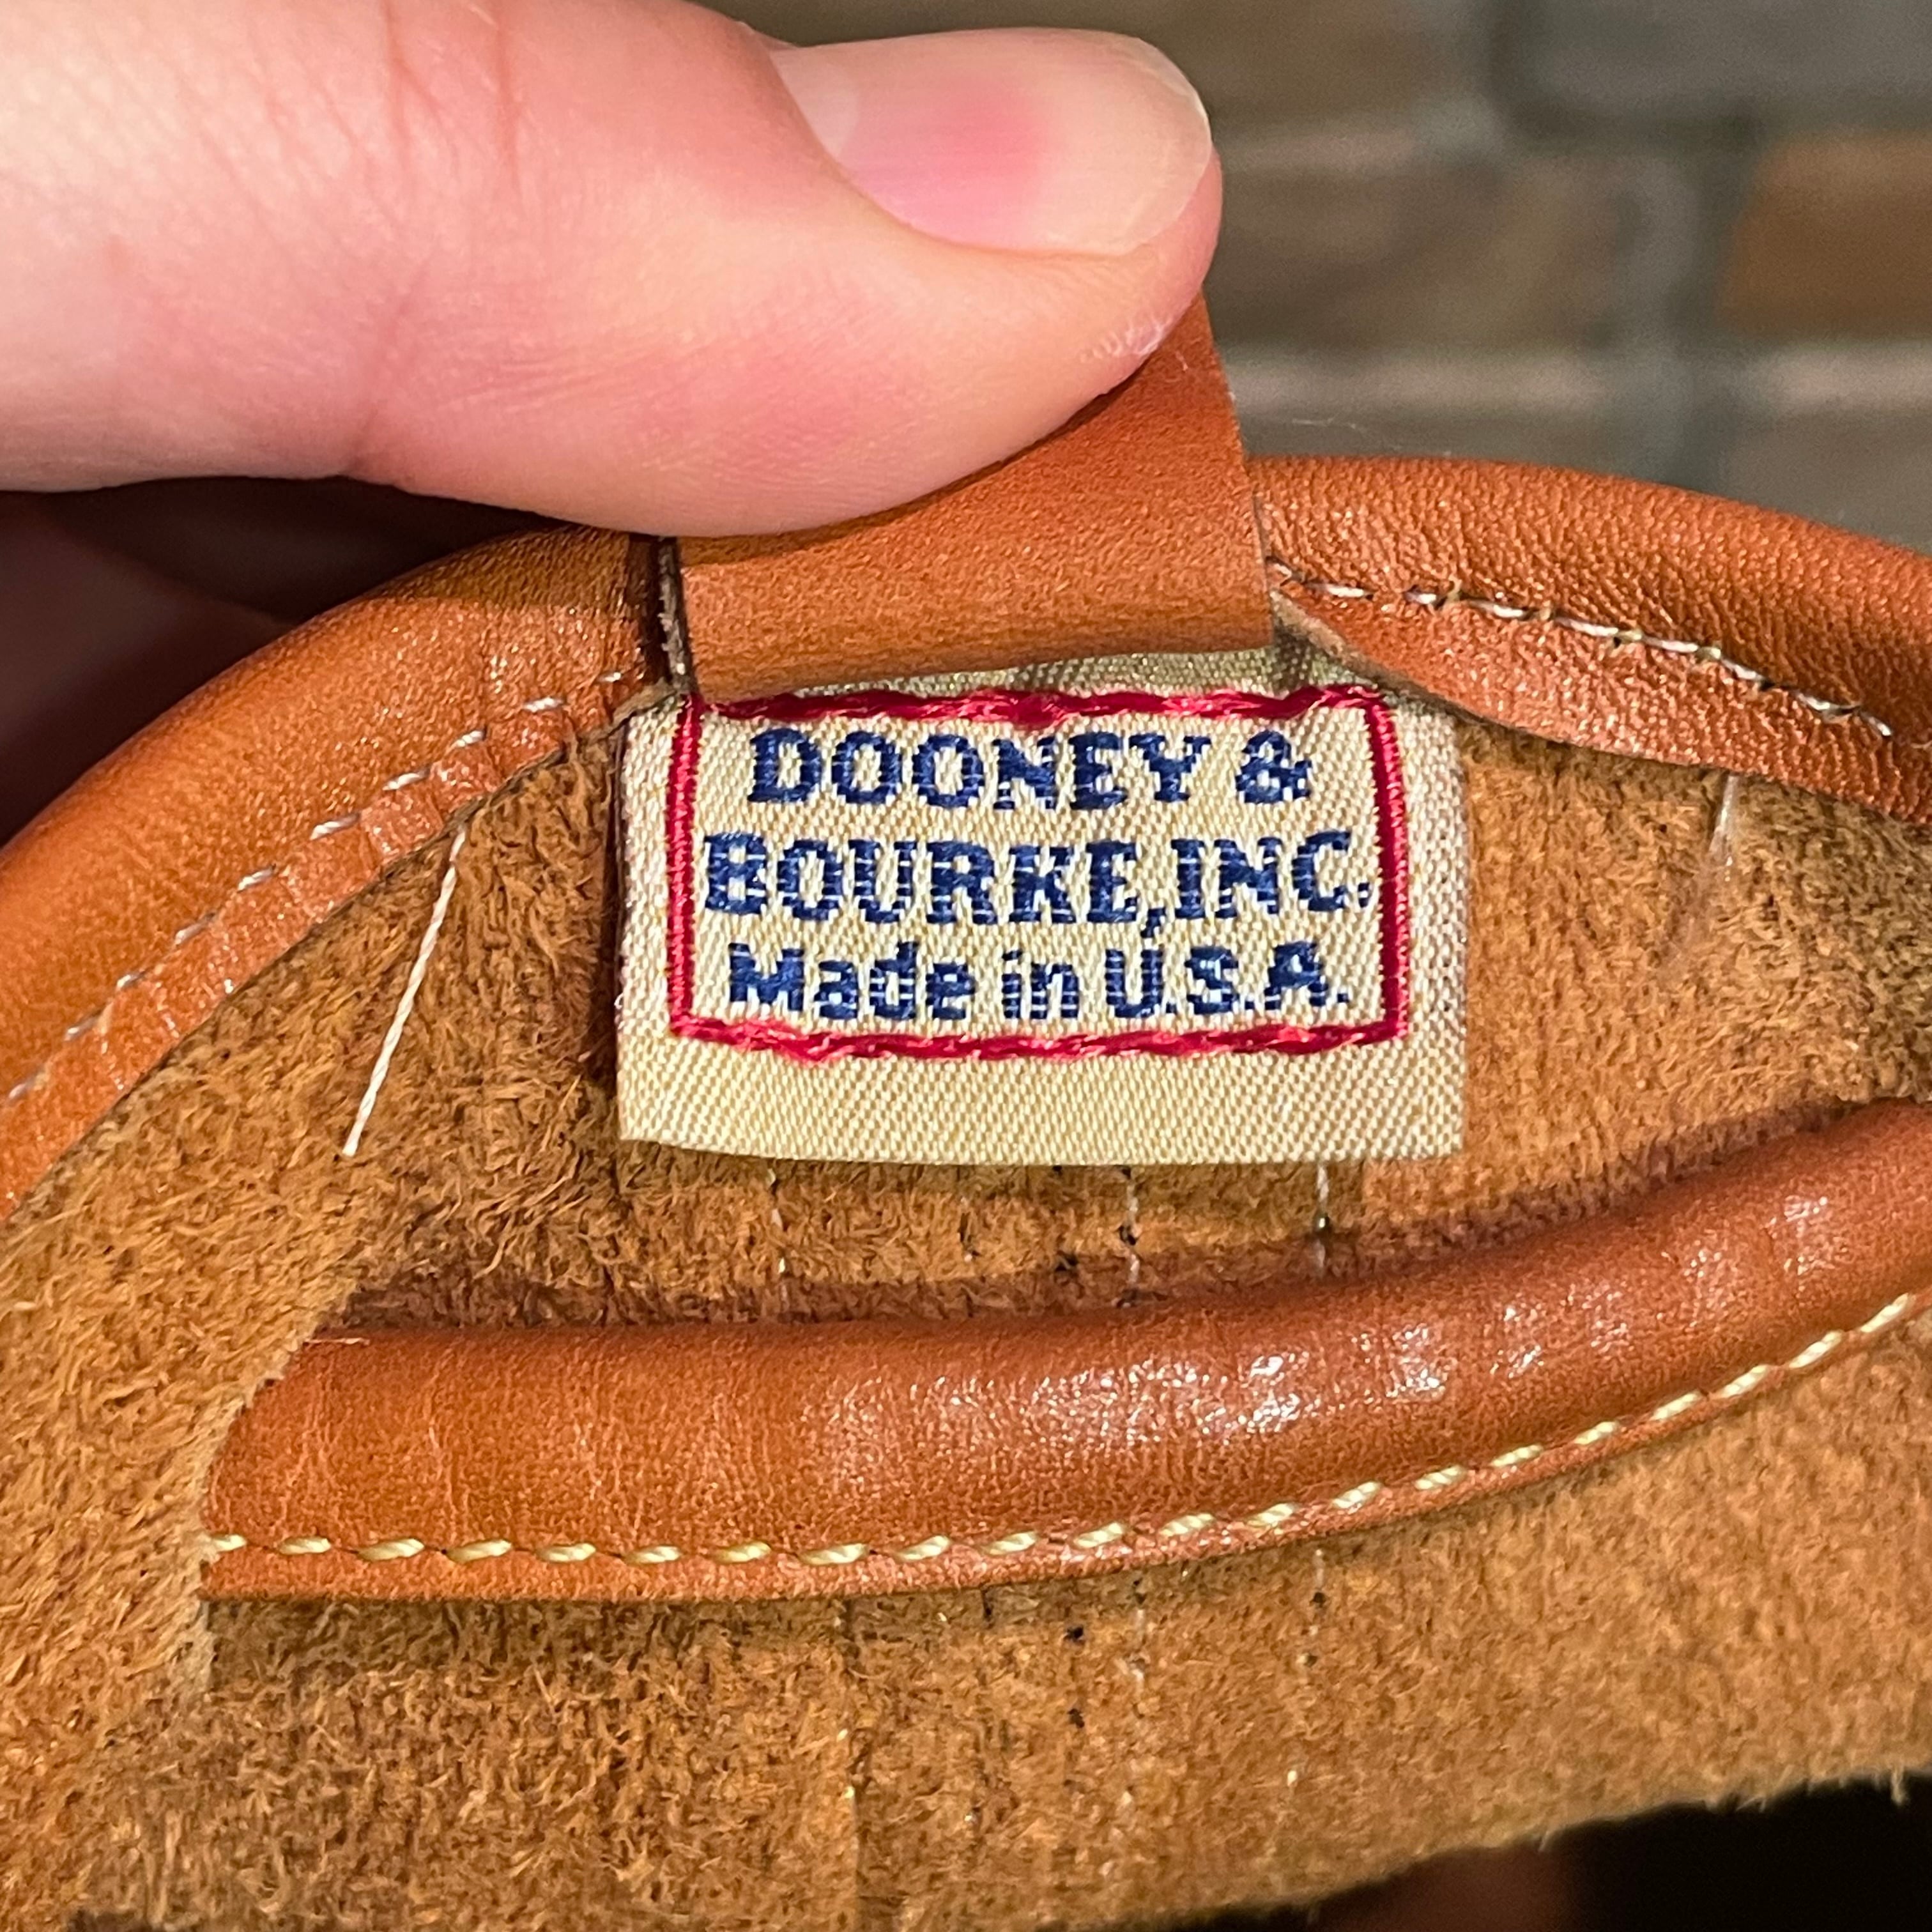 DOONEY &
BOURKE, INC.
Made in U.S.A.